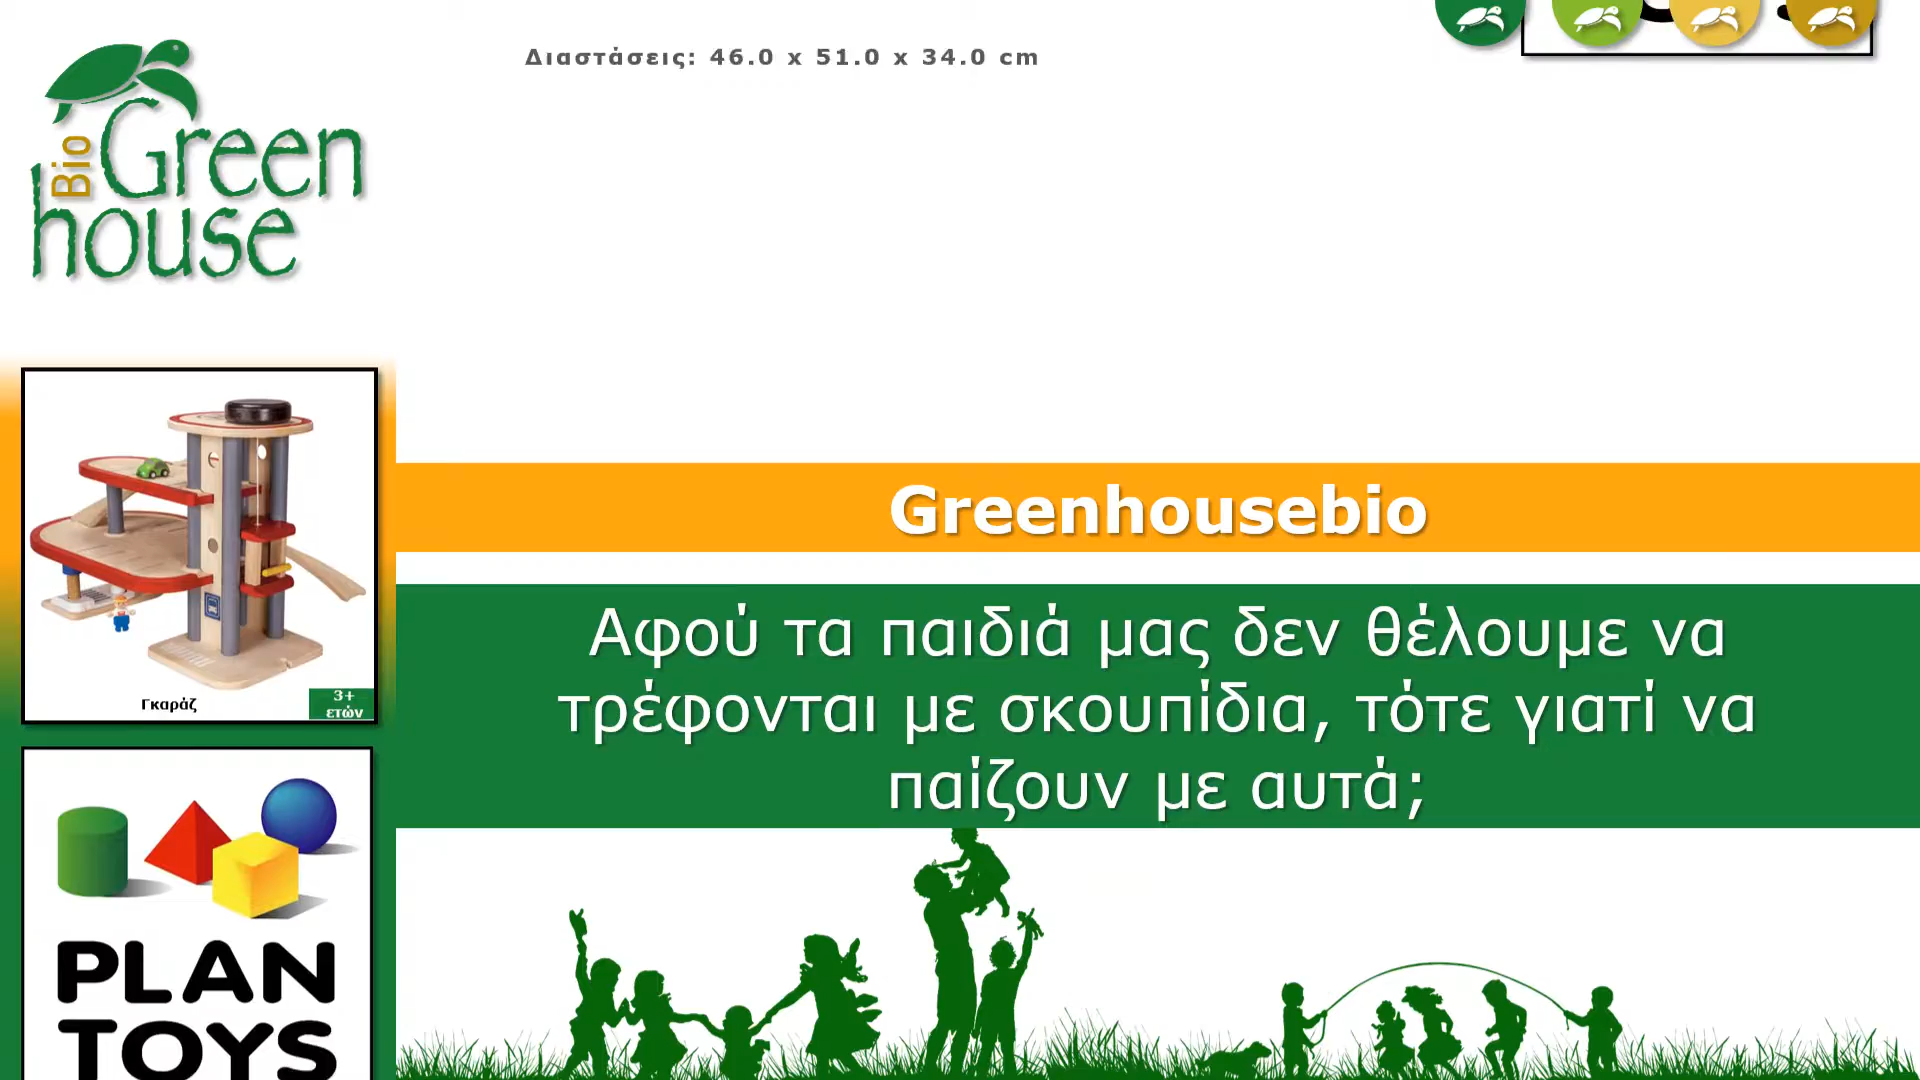 Διαστάσεις: 46.0 x 51.0 x 34.0 cm
Bio Green
house
Greenhousebio
Αφού τα παιδιά μας δεν θέλουμε να
τρέφονται με σκουπίδια, τότε γιατί να
παίζουν με αυτά;
Γκαράζ
3+
ετών
PLAN
TOYS